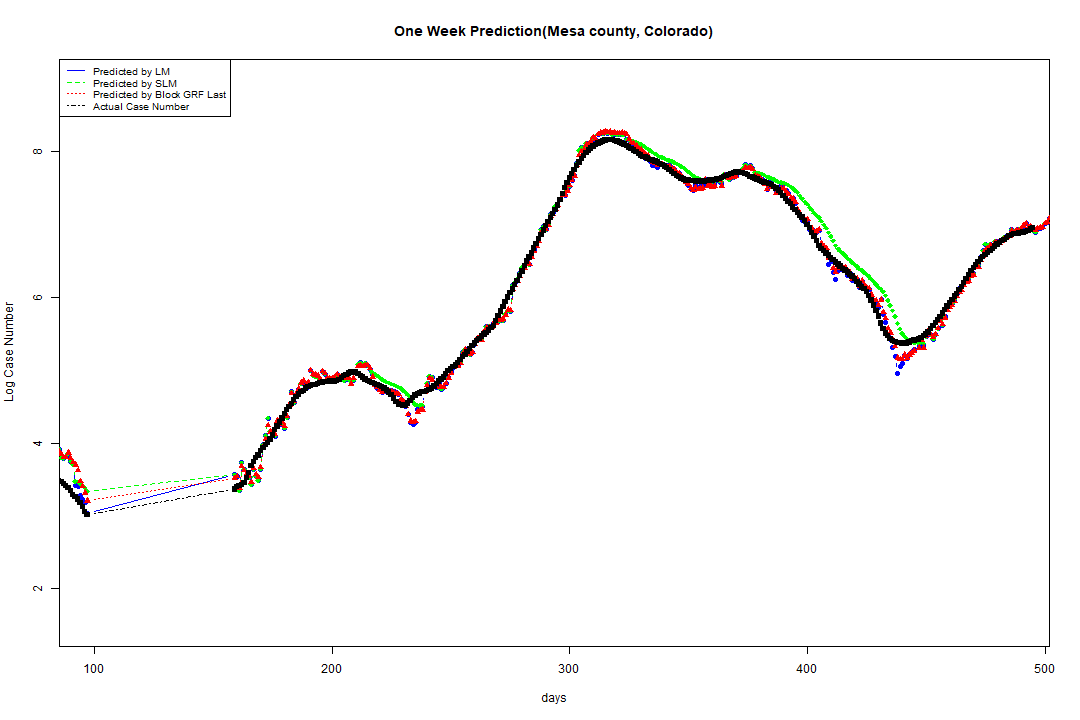 One Week Prediction(Mesa county, Colorado)
Predicted by LM
Predicted by SLM
Predicted by Block GRF Last
Actual Case Number
Log Case Number
8
6
4
2
100 200 300 400 500
days